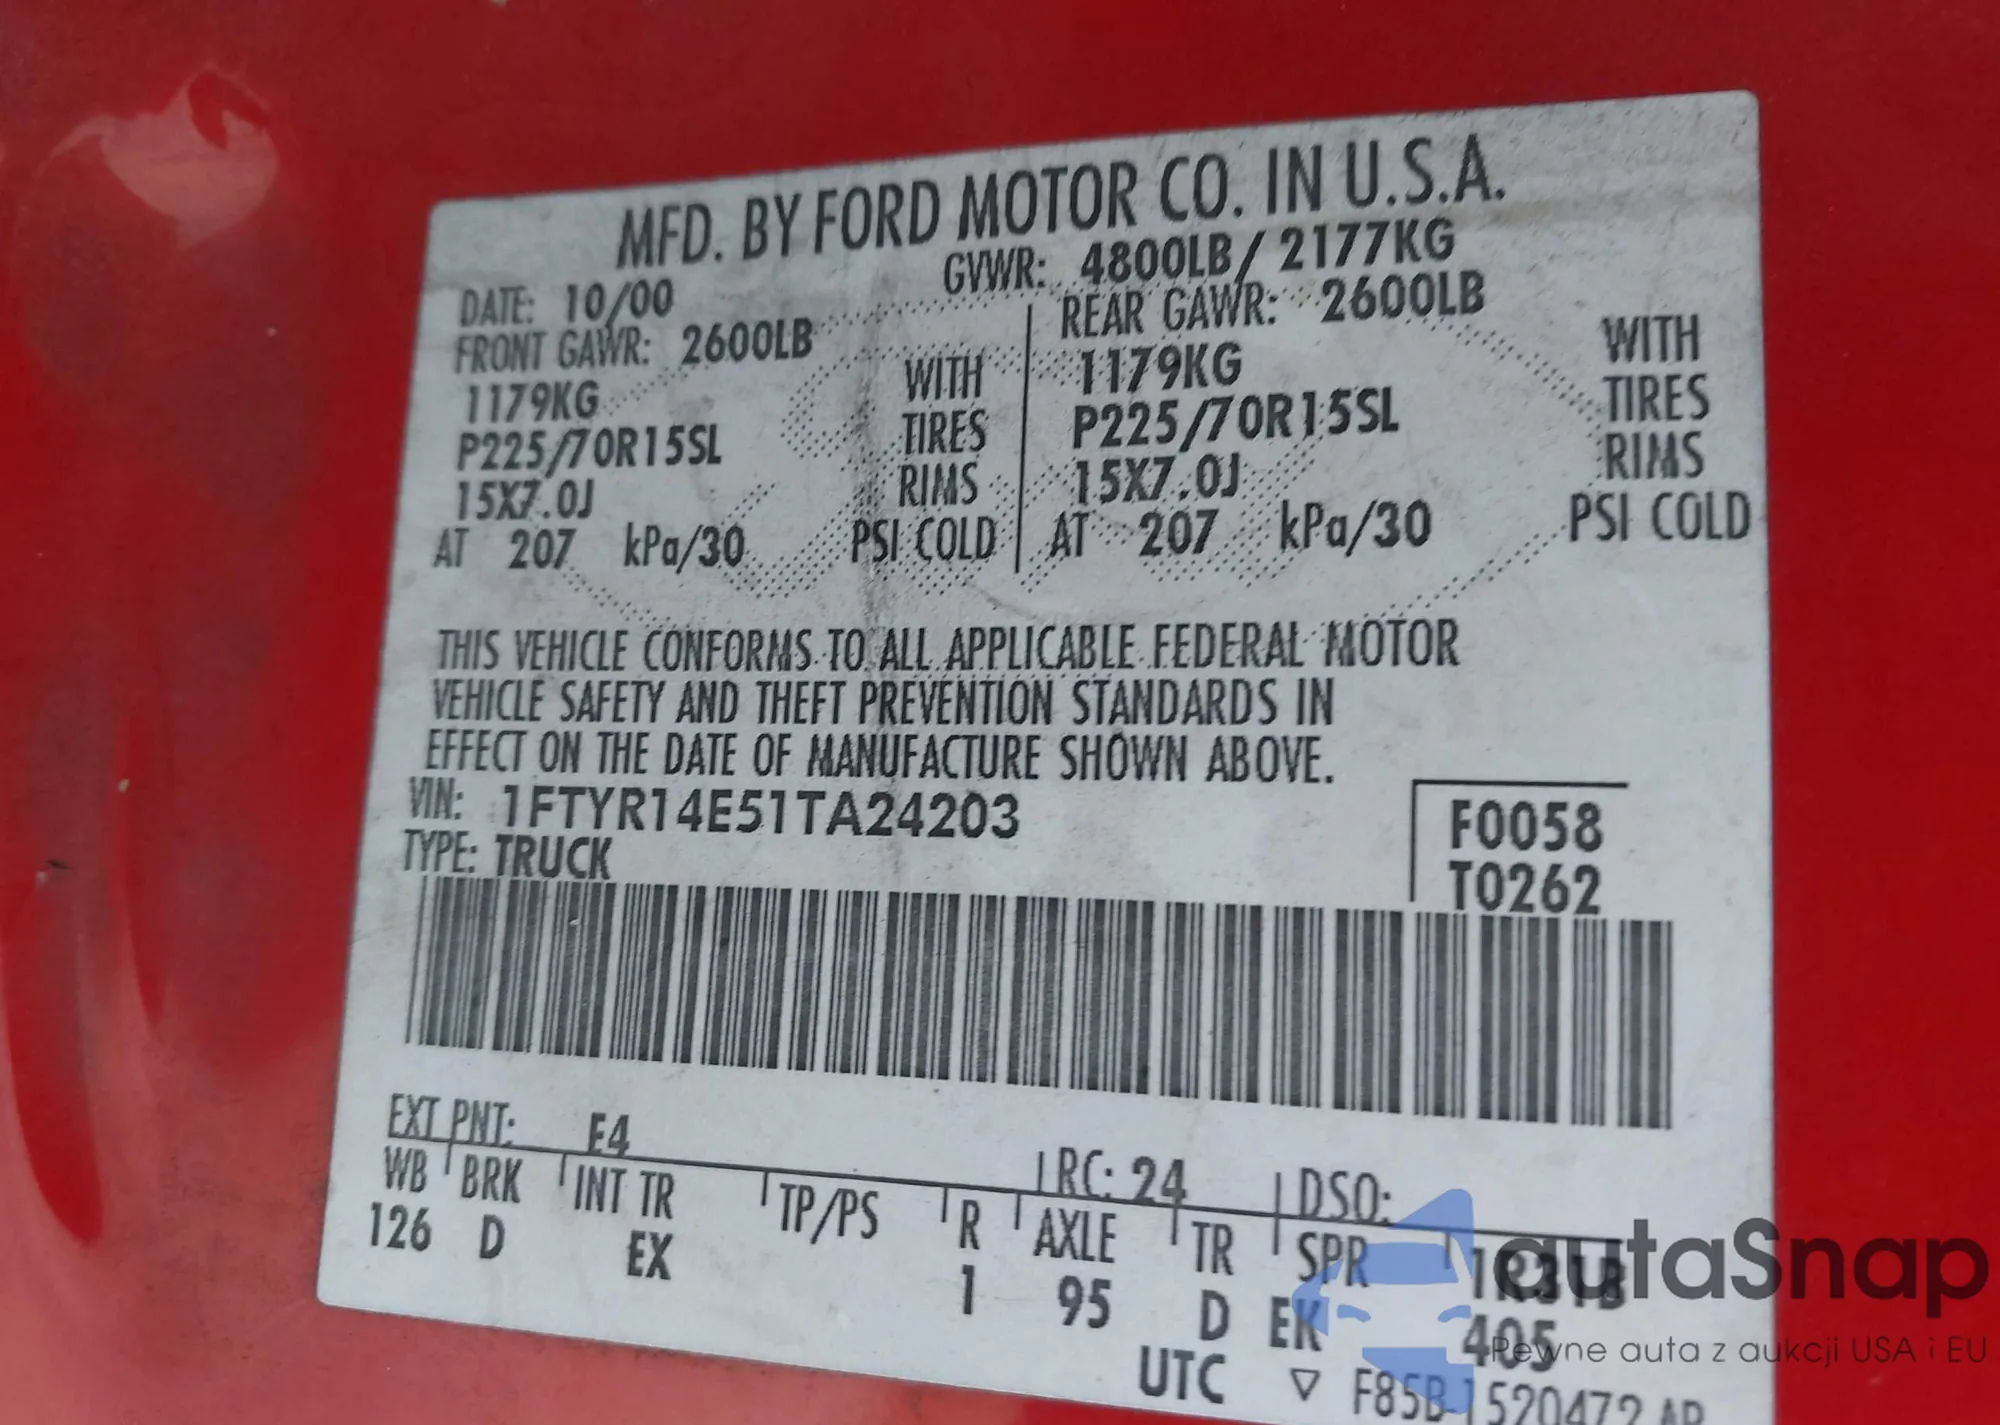 MFD. BY FORD MOTOR CO. IN U.S.A.
DATE: 10/00 GVWR: 4800LB / 2177KG
FRONT GAWR: 2600LB REAR GAWR: 2600LB
1179KG WITH 1179KG WITH
P225/70R15SL TIRES P225/70R15SL TIRES
15X7.0J RIMS 15X7.0J RIMS
AT 207 kPa/30 PSI COLD AT 207 kPa/30 PSI COLD
THIS VEHICLE CONFORMS TO ALL APPLICABLE FEDERAL MOTOR
VEHICLE SAFETY AND THEFT PREVENTION STANDARDS IN
EFFECT ON THE DATE OF MANUFACTURE SHOWN ABOVE.
VIN: 1FTYR14E51TA24203 F0058
TYPE: TRUCK T0262
EXT PNT: E4 RC: 24 DSO:
WB BRK INT TR TP/PS R AXLE TR SPR 1R31B
126 D EX 1 95 D EK 405
UTC ▽ F85B-1520472-AP
autaSnap
Pewne auta z aukcji USA i EU